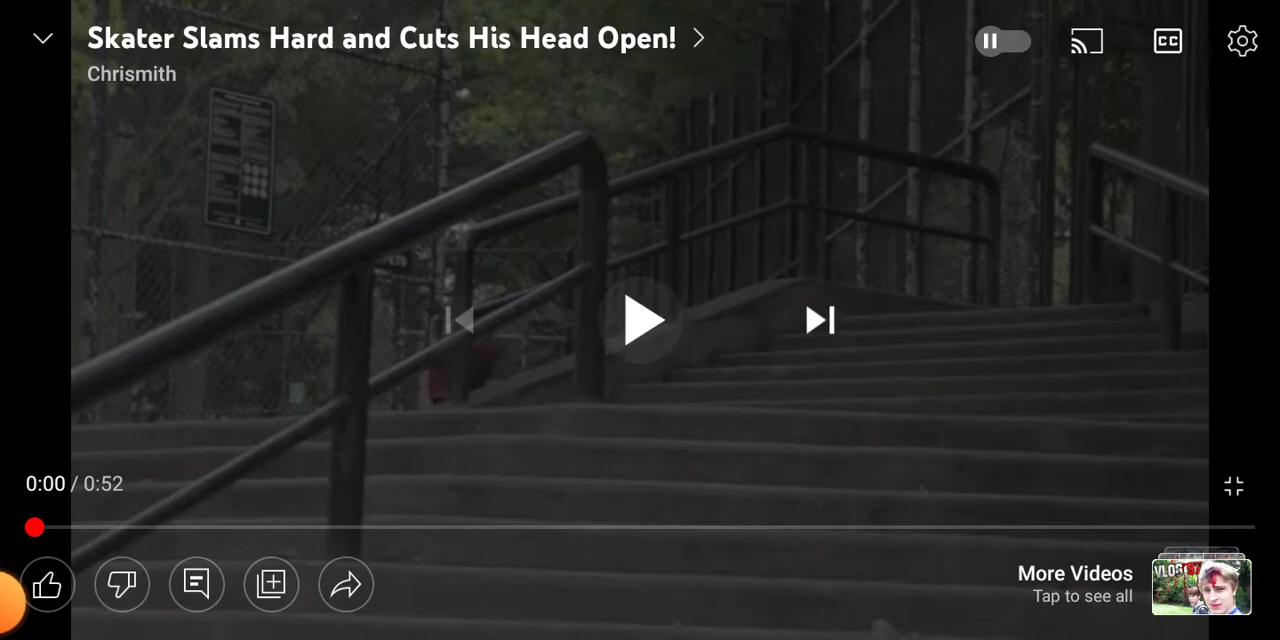 Skater Slams Hard and Cuts His Head Open!
Chrismith
CC
0:00 / 0:52
More Videos
Tap to see all